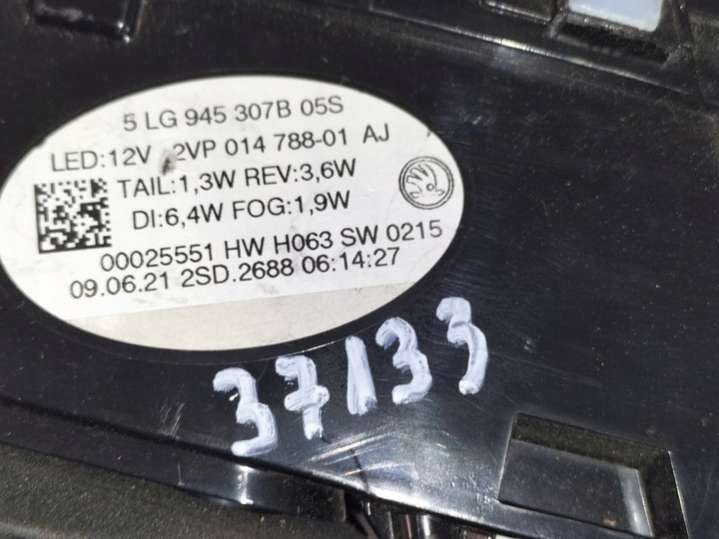 5 LG 945 307B 05S
LED:12V 2VP 014 788-01 AJ
TAIL:1,3W REV:3,6W
DI:6,4W FOG:1,9W
00025551 HW H063 SW 0215
09.06.21 2SD.2688 06:14:27
37133